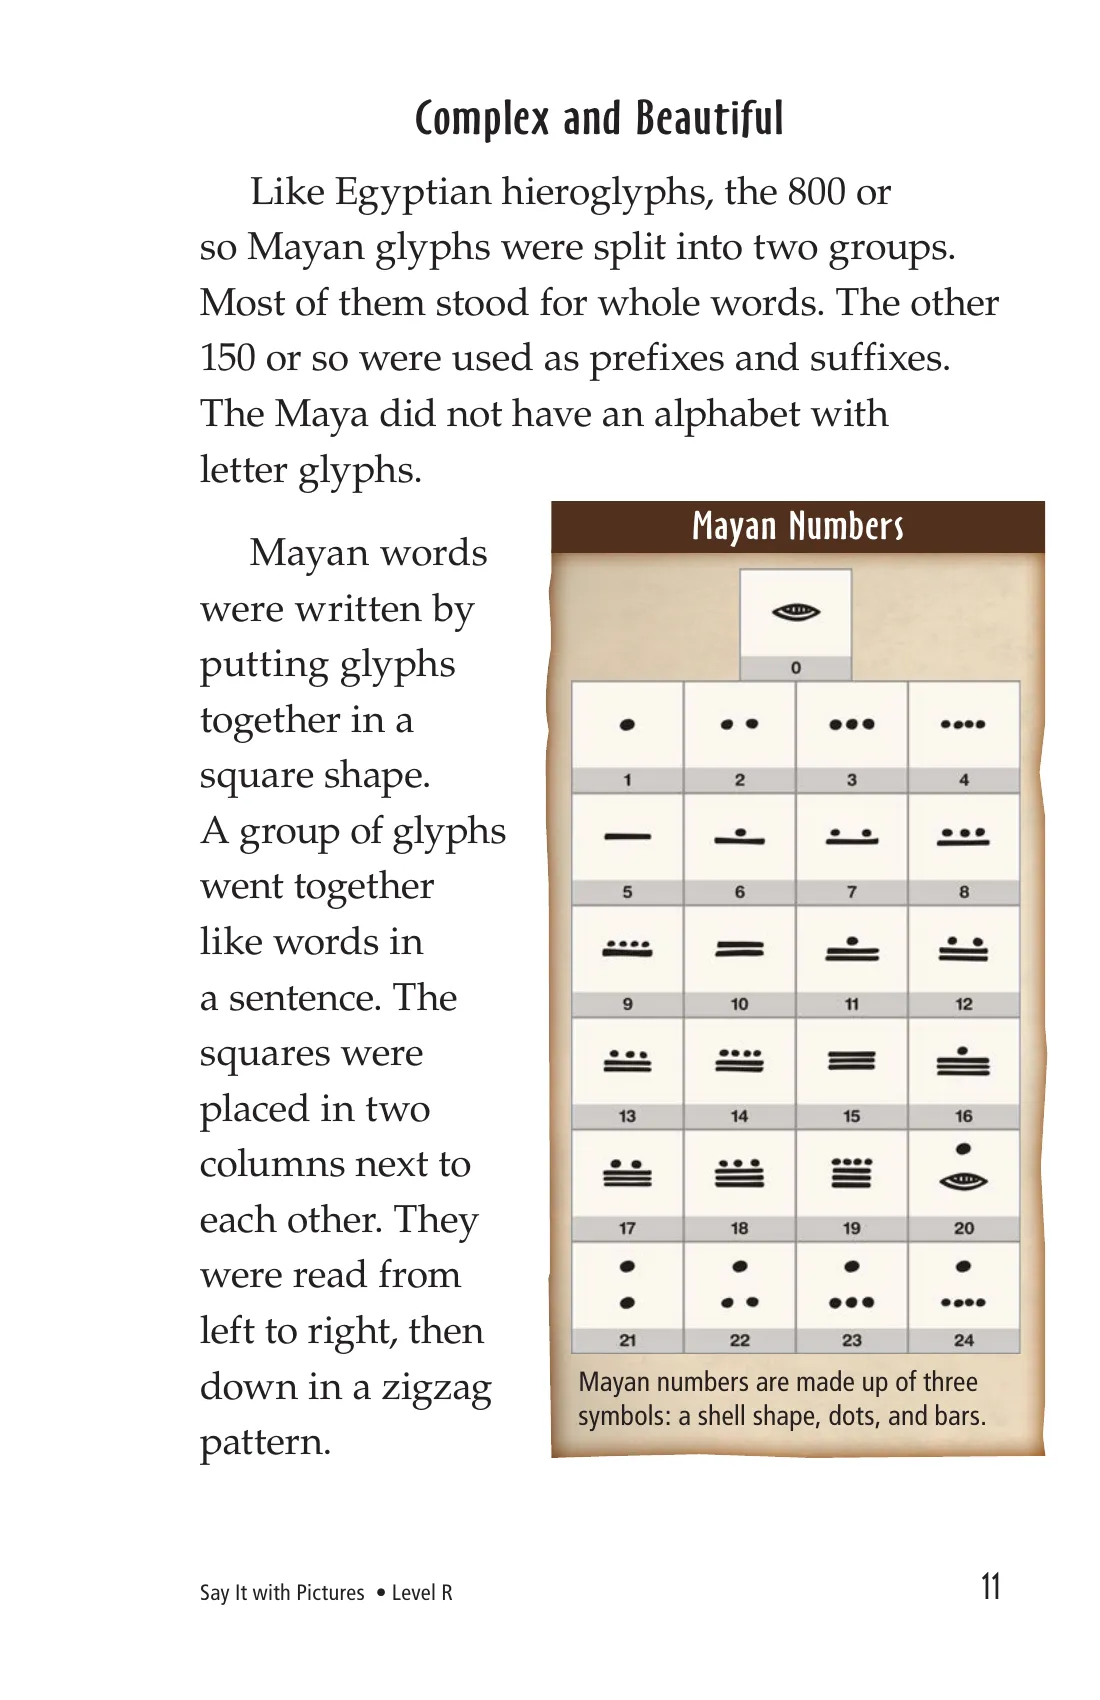 Complex and Beautiful
Like Egyptian hieroglyphs, the 800 or
so Mayan glyphs were split into two groups.
Most of them stood for whole words. The other
150 or so were used as prefixes and suffixes.
The Maya did not have an alphabet with
letter glyphs.
Mayan words
were written by
putting glyphs
together in a
square shape.
A group of glyphs
went together
like words in
a sentence. The
squares were
placed in two
columns next to
each other. They
were read from
left to right, then
down in a zigzag
pattern.
Mayan Numbers
0
1 2 3 4
5 6 7 8
9 10 11 12
13 14 15 16
17 18 19 20
21 22 23 24
Mayan numbers are made up of three
symbols: a shell shape, dots, and bars.
Say It with Pictures • Level R
11